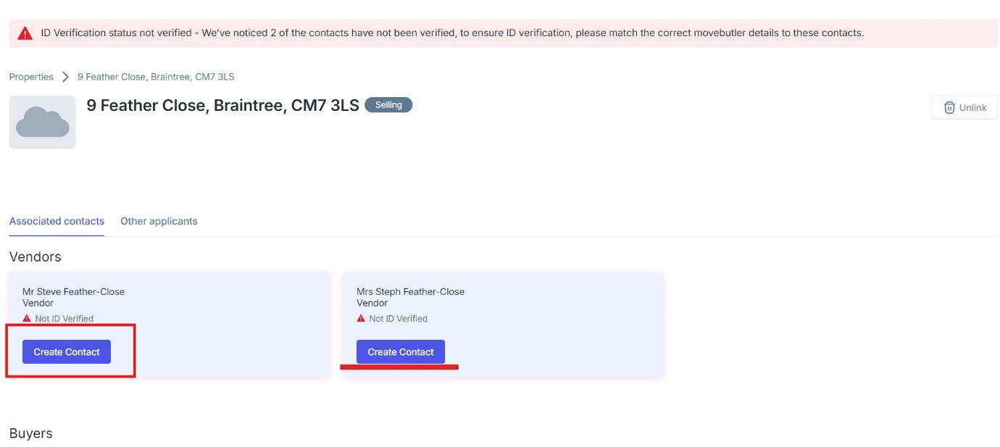 ID Verification status not verified - We've noticed 2 of the contacts have not been verified, to ensure ID verification, please match the correct movebutler details to these contacts.
Properties 9 Feather Close, Braintree, CM7 3LS
9 Feather Close, Braintree, CM7 3LS Selling
Unlink
Associated contacts Other applicants
Vendors
Mr Steve Feather-Close
Vendor
Not ID Verified
Create Contact
Mrs Steph Feather-Close
Vendor
Not ID Verified
Create Contact
Buyers